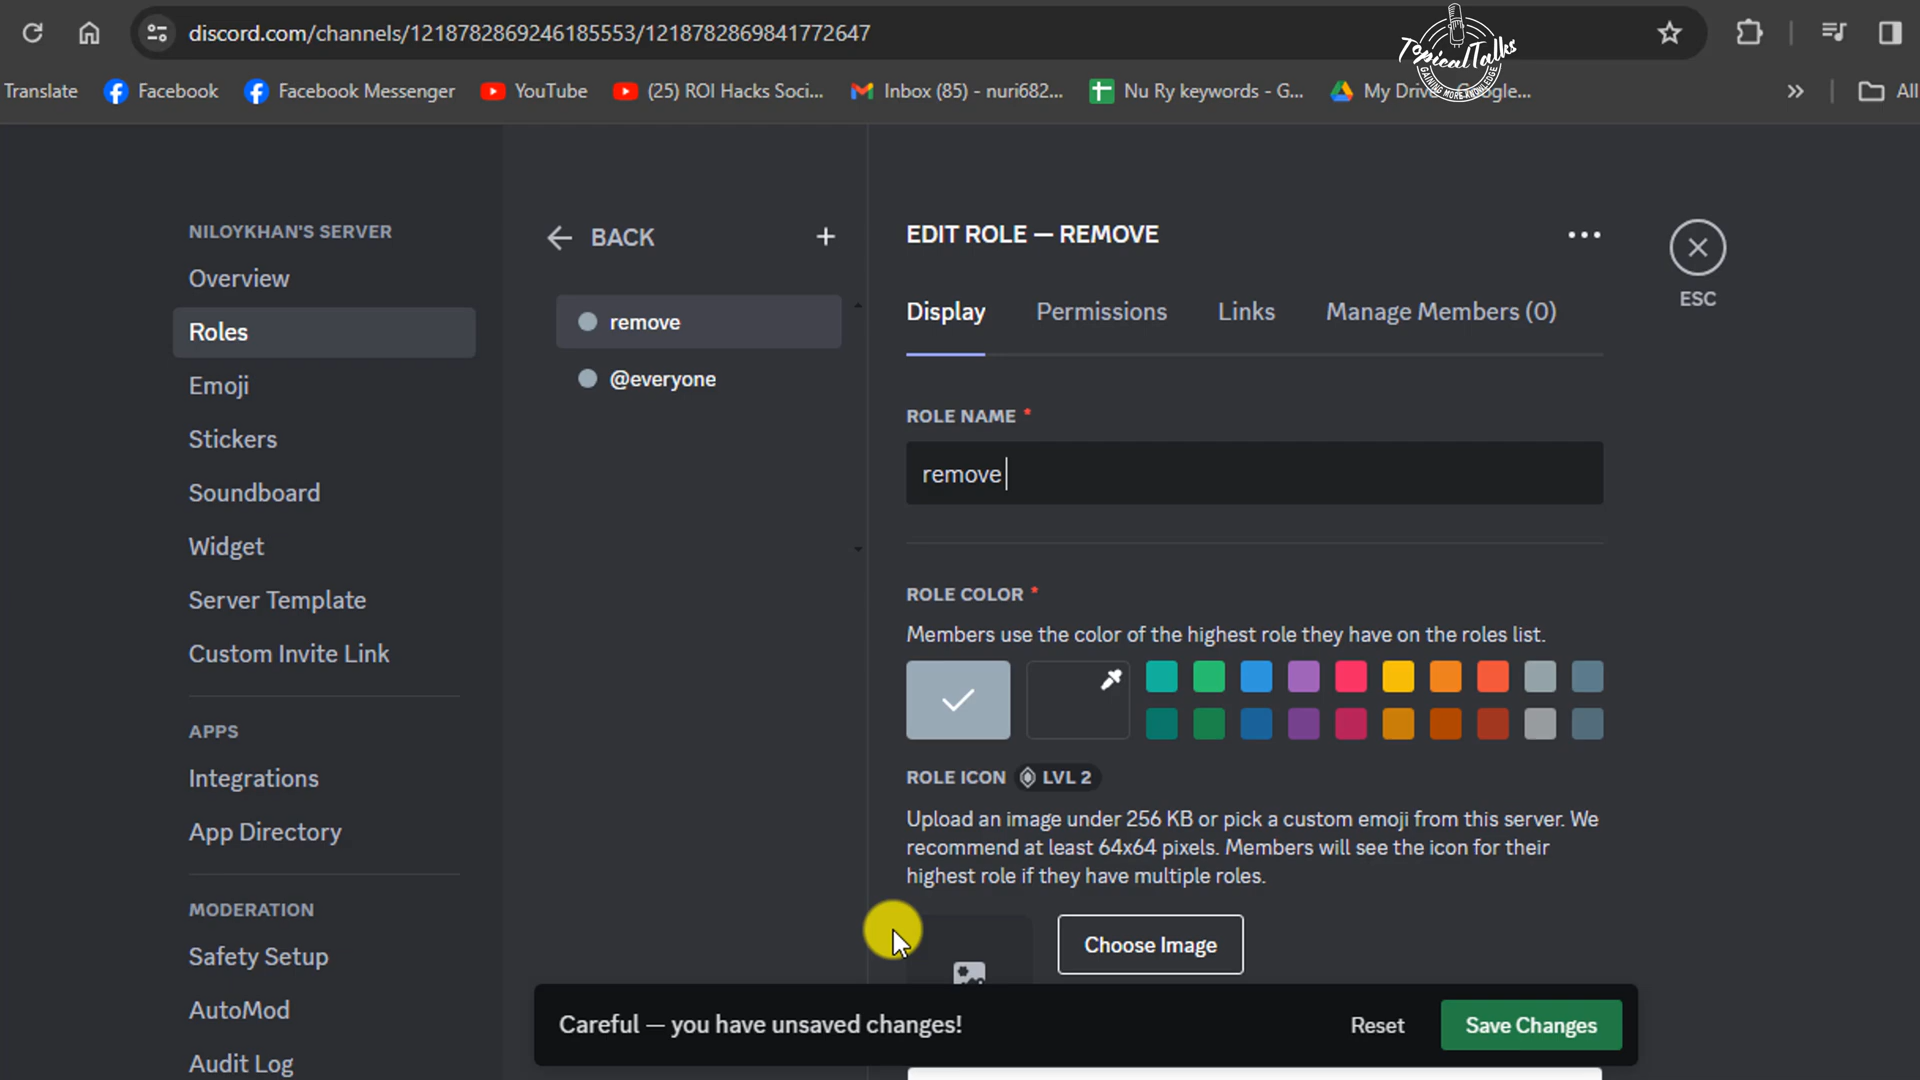 discord.com/channels/1218782869246185553/1218782869841772647
TopicalTalks
GAINING MORE KNOWLEDGE
Translate
Facebook
Facebook Messenger
YouTube
(25) ROI Hacks Soci...
Inbox (85) - nuri682...
Nu Ry keywords - G...
My Drive
All
NILOYKHAN'S SERVER
Overview
Roles
Emoji
Stickers
Soundboard
Widget
Server Template
Custom Invite Link
APPS
Integrations
App Directory
MODERATION
Safety Setup
AutoMod
Audit Log
BACK
remove
@everyone
EDIT ROLE — REMOVE
ESC
Display Permissions Links Manage Members (0)
ROLE NAME *
remove
ROLE COLOR *
Members use the color of the highest role they have on the roles list.
ROLE ICON LVL 2
Upload an image under 256 KB or pick a custom emoji from this server. We
recommend at least 64x64 pixels. Members will see the icon for their
highest role if they have multiple roles.
Choose Image
Careful — you have unsaved changes!
Reset
Save Changes